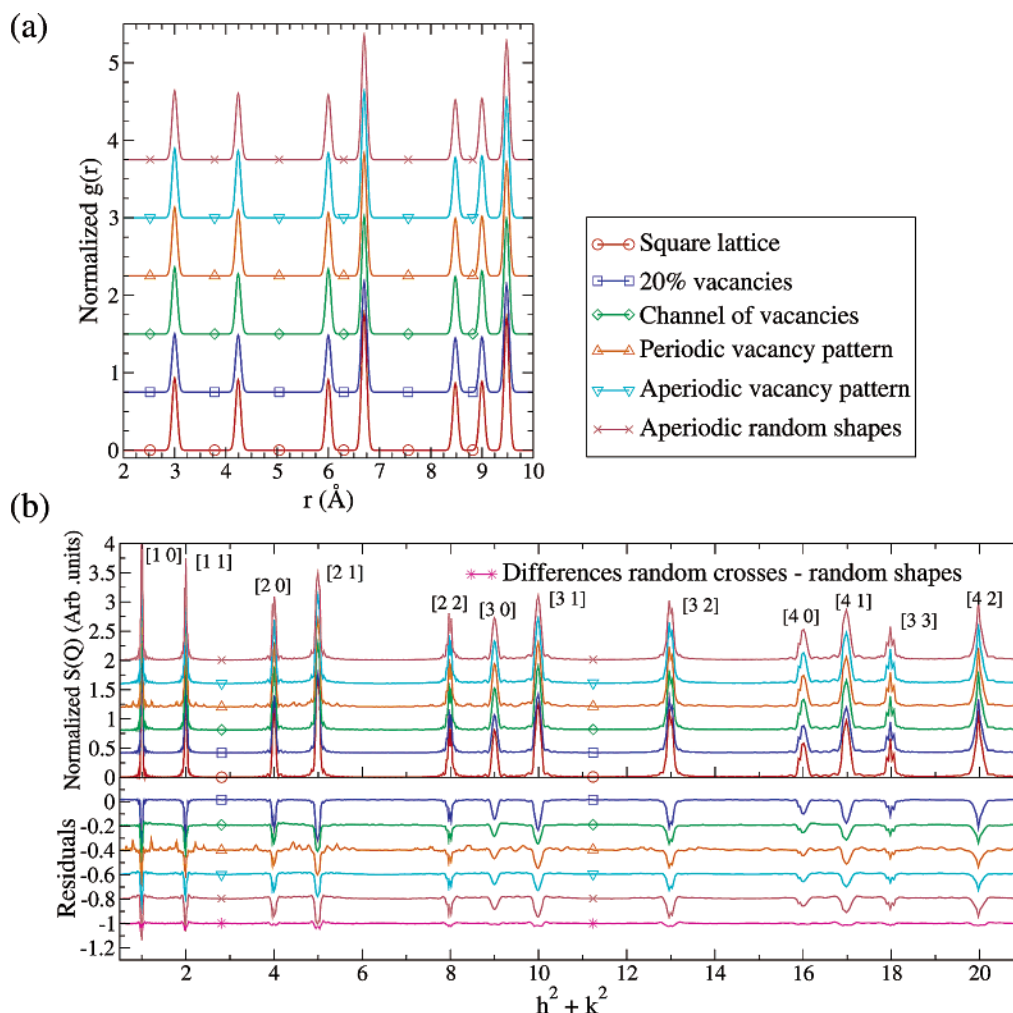 (a)
Normalized g(r)
5
4
3
2
1
0
2 3 4 5 6 7 8 9 10
r (Å)
Square lattice
20% vacancies
Channel of vacancies
Periodic vacancy pattern
Aperiodic vacancy pattern
Aperiodic random shapes
(b)
Normalized S(Q) (Arb .units)
4
3.5
3
2.5
2
1.5
1
0.5
0
[1 0] [1 1] [2 0] [2 1] [2 2] [3 0] [3 1] [3 2] [4 0] [4 1] [3 3] [4 2]
Differences random crosses - random shapes
Residuals
0
-0.2
-0.4
-0.6
-0.8
-1
-1.2
2 4 6 8 10 12 14 16 18 20
h² + k²